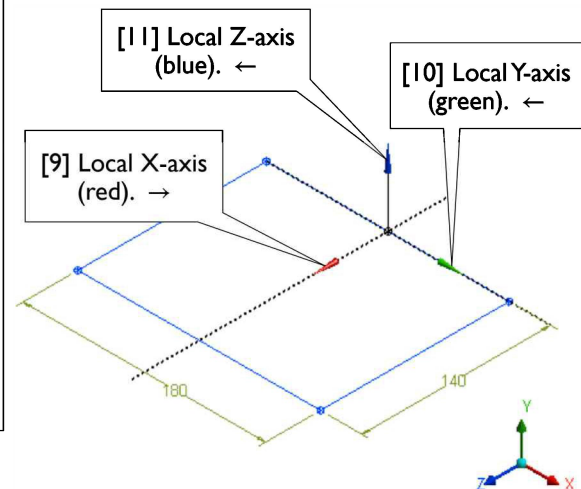 [11] Local Z-axis
(blue). ←
[10] Local Y-axis
(green). ←
[9] Local X-axis
(red). →
180
140
Y
Z
X